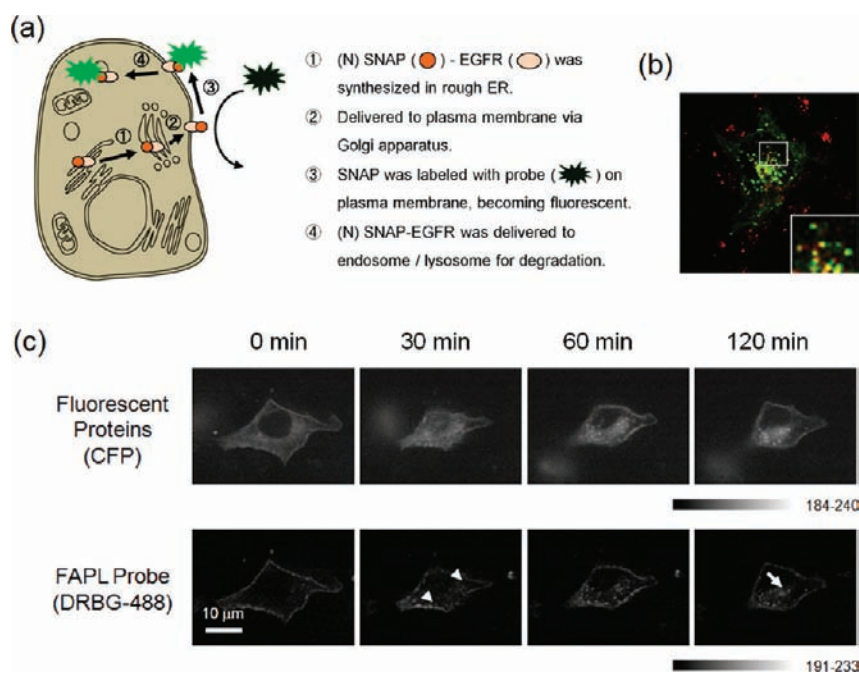 (a)
① (N) SNAP ( ) - EGFR ( ) was
synthesized in rough ER.
② Delivered to plasma membrane via
Golgi apparatus.
③ SNAP was labeled with probe ( ) on
plasma membrane, becoming fluorescent.
④ (N) SNAP-EGFR was delivered to
endosome / lysosome for degradation.
④
③
①
②
(b)
(c)
0 min 30 min 60 min 120 min
Fluorescent
Proteins
(CFP)
184-240
FAPL Probe
(DRBG-488)
10 μm
191-233